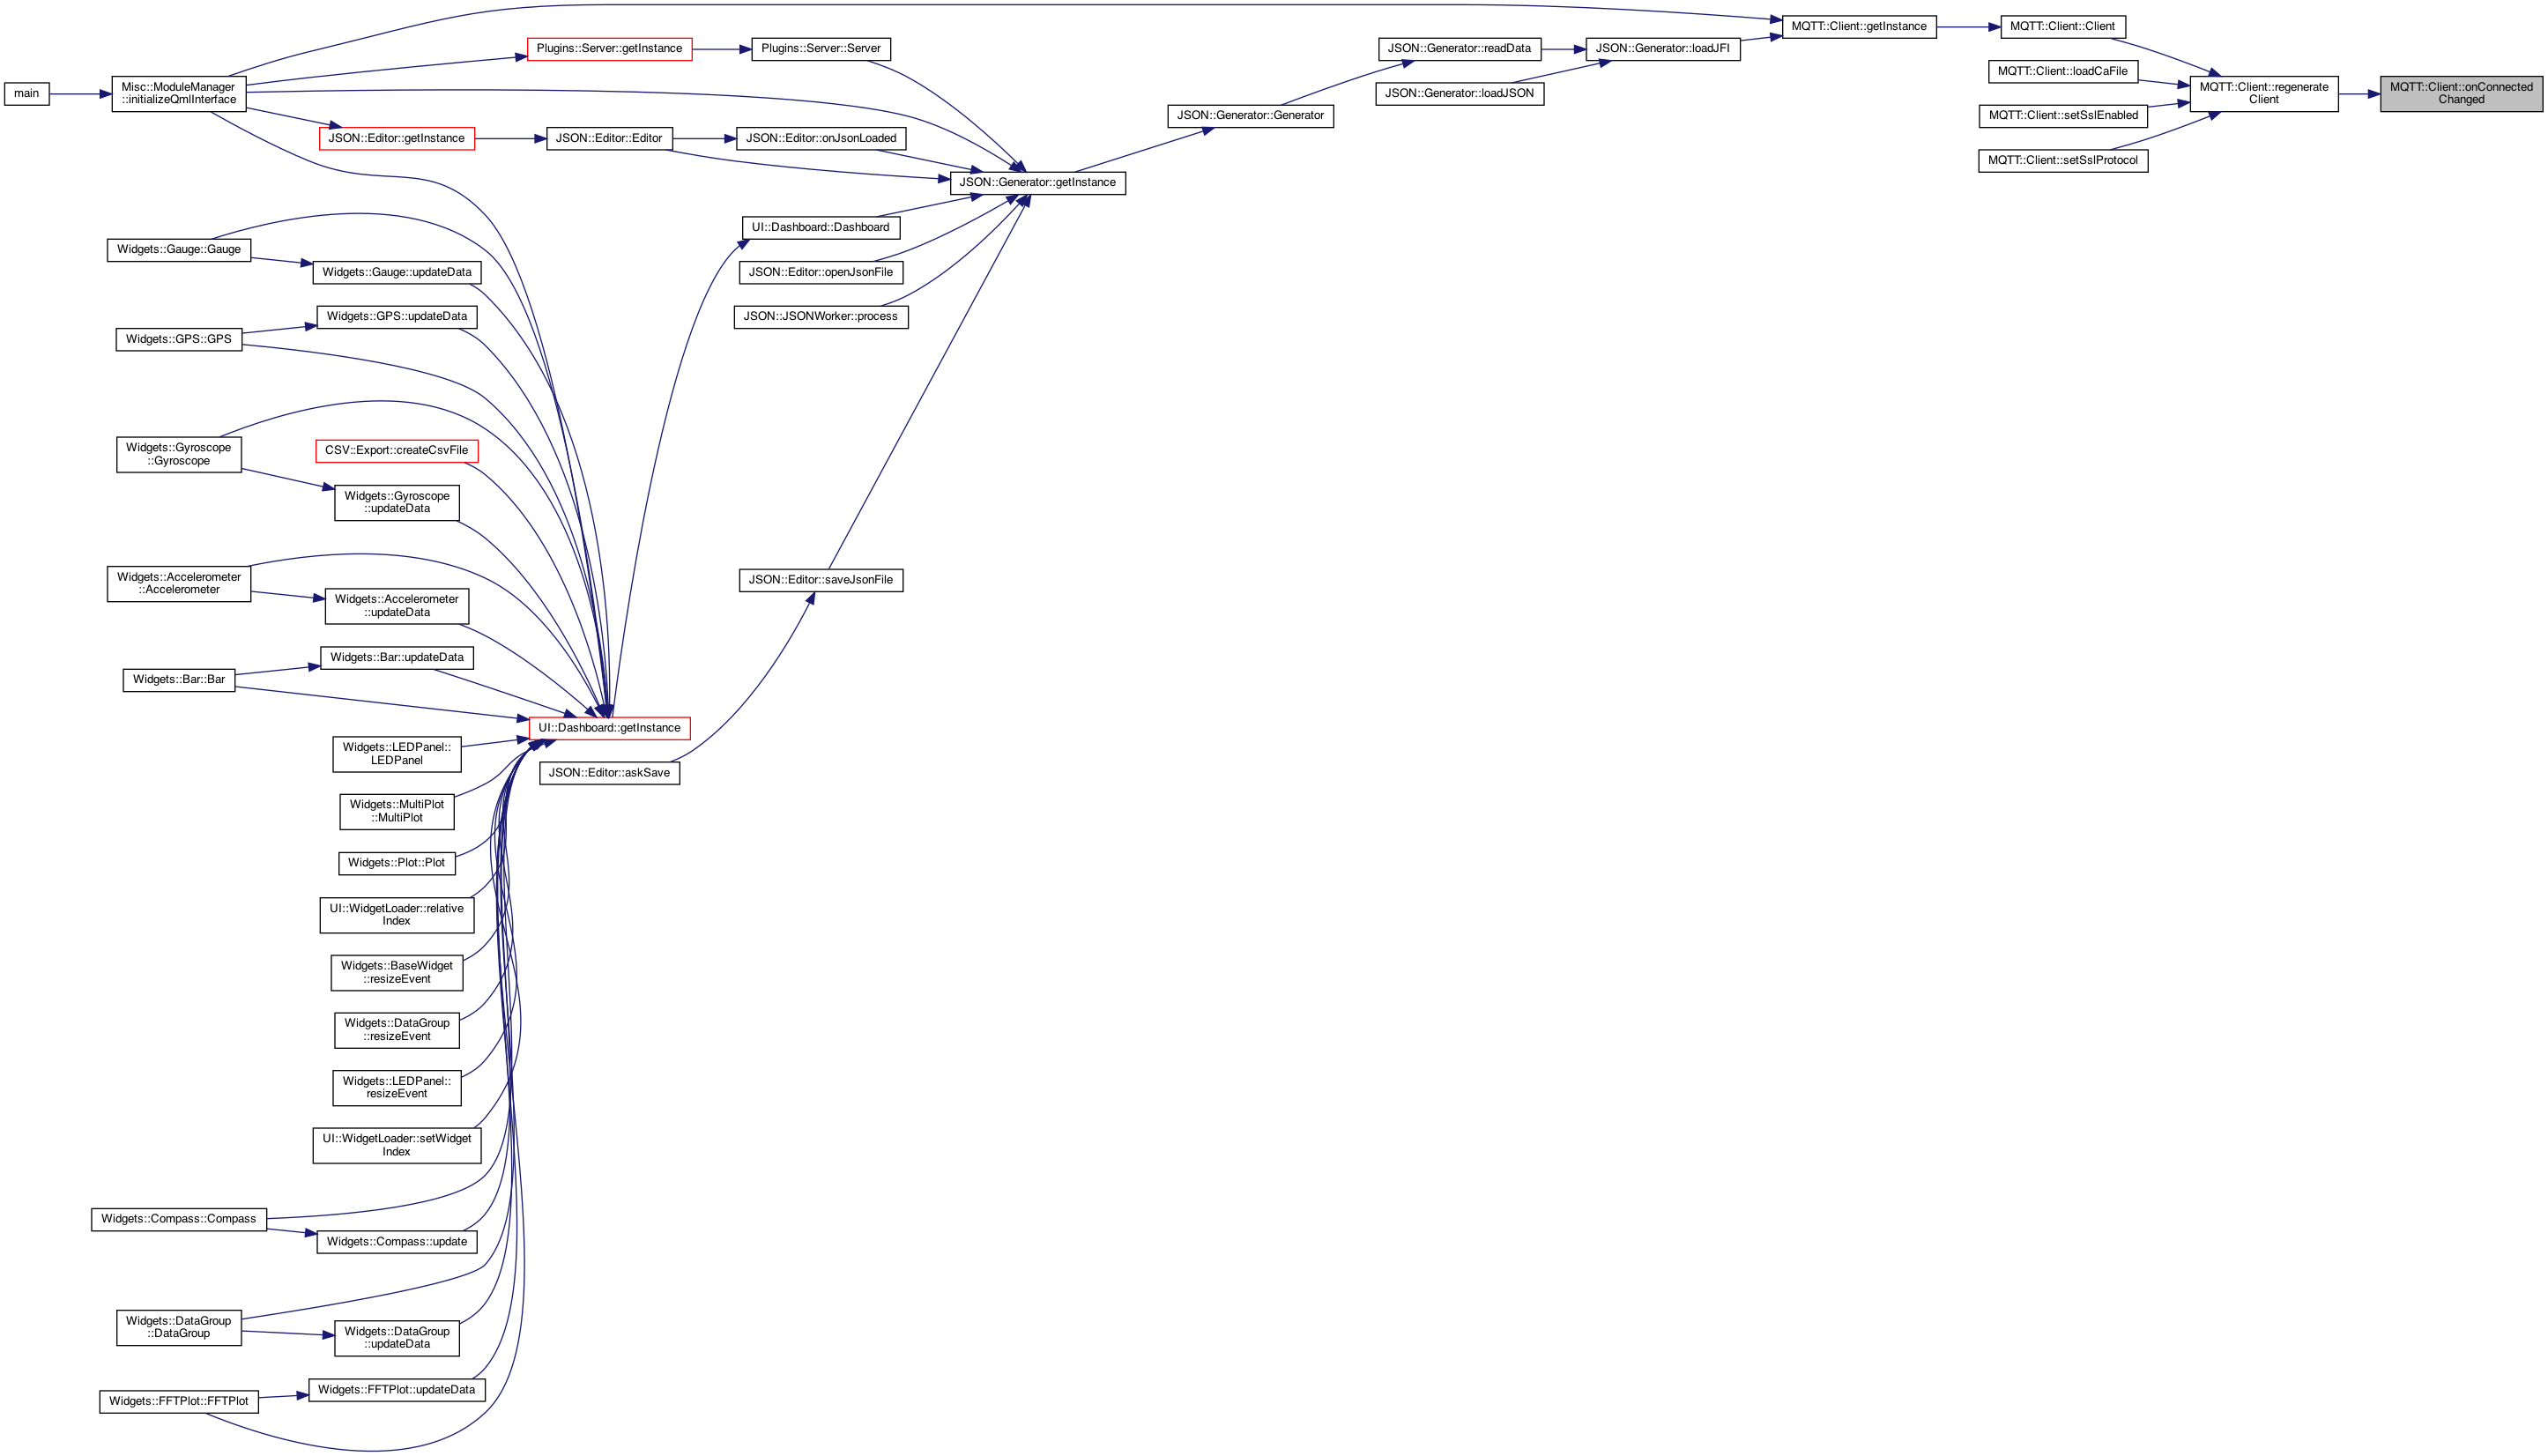 main
Misc::ModuleManager
::initializeQmlInterface
Plugins::Server::getInstance
Plugins::Server::Server
JSON::Editor::getInstance
JSON::Editor::Editor
JSON::Editor::onJsonLoaded
JSON::Generator::getInstance
JSON::Generator::Generator
JSON::Generator::readData
JSON::Generator::loadJSON
JSON::Generator::loadJFI
MQTT::Client::getInstance
MQTT::Client::Client
MQTT::Client::loadCaFile
MQTT::Client::setSslEnabled
MQTT::Client::setSslProtocol
MQTT::Client::regenerate
Client
MQTT::Client::onConnected
Changed
UI::Dashboard::Dashboard
JSON::Editor::openJsonFile
JSON::JSONWorker::process
Widgets::Gauge::Gauge
Widgets::Gauge::updateData
Widgets::GPS::updateData
Widgets::GPS::GPS
Widgets::Gyroscope
::Gyroscope
CSV::Export::createCsvFile
Widgets::Gyroscope
::updateData
Widgets::Accelerometer
::Accelerometer
Widgets::Accelerometer
::updateData
JSON::Editor::saveJsonFile
Widgets::Bar::updateData
Widgets::Bar::Bar
UI::Dashboard::getInstance
Widgets::LEDPanel::
LEDPanel
JSON::Editor::askSave
Widgets::MultiPlot
::MultiPlot
Widgets::Plot::Plot
UI::WidgetLoader::relative
Index
Widgets::BaseWidget
::resizeEvent
Widgets::DataGroup
::resizeEvent
Widgets::LEDPanel::
resizeEvent
UI::WidgetLoader::setWidget
Index
Widgets::Compass::Compass
Widgets::Compass::update
Widgets::DataGroup
::DataGroup
Widgets::DataGroup
::updateData
Widgets::FFTPlot::updateData
Widgets::FFTPlot::FFTPlot